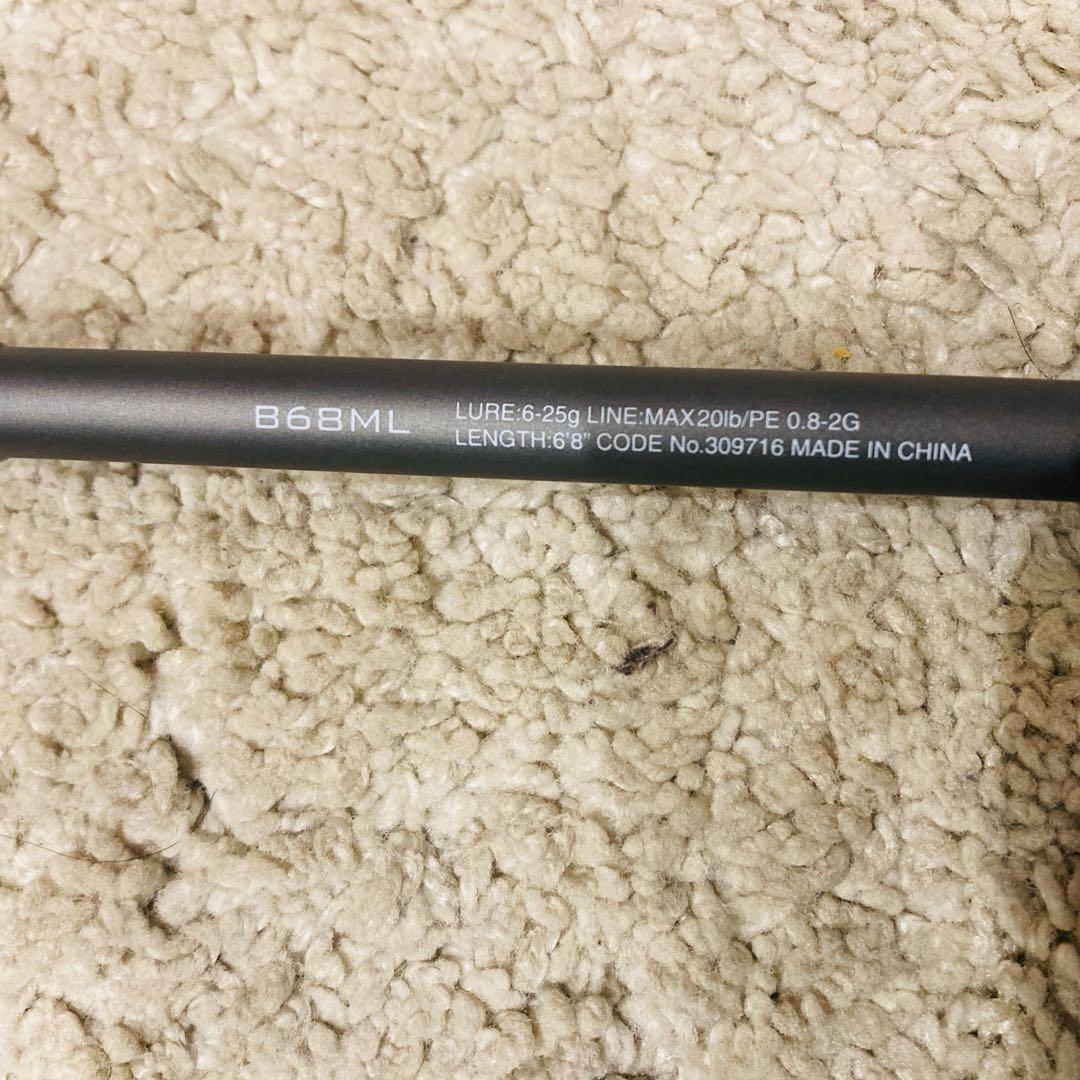 B68ML
LURE:6-25g LINE:MAX20lb/PE 0.8-2G
LENGTH:6'8" CODE No.309716 MADE IN CHINA